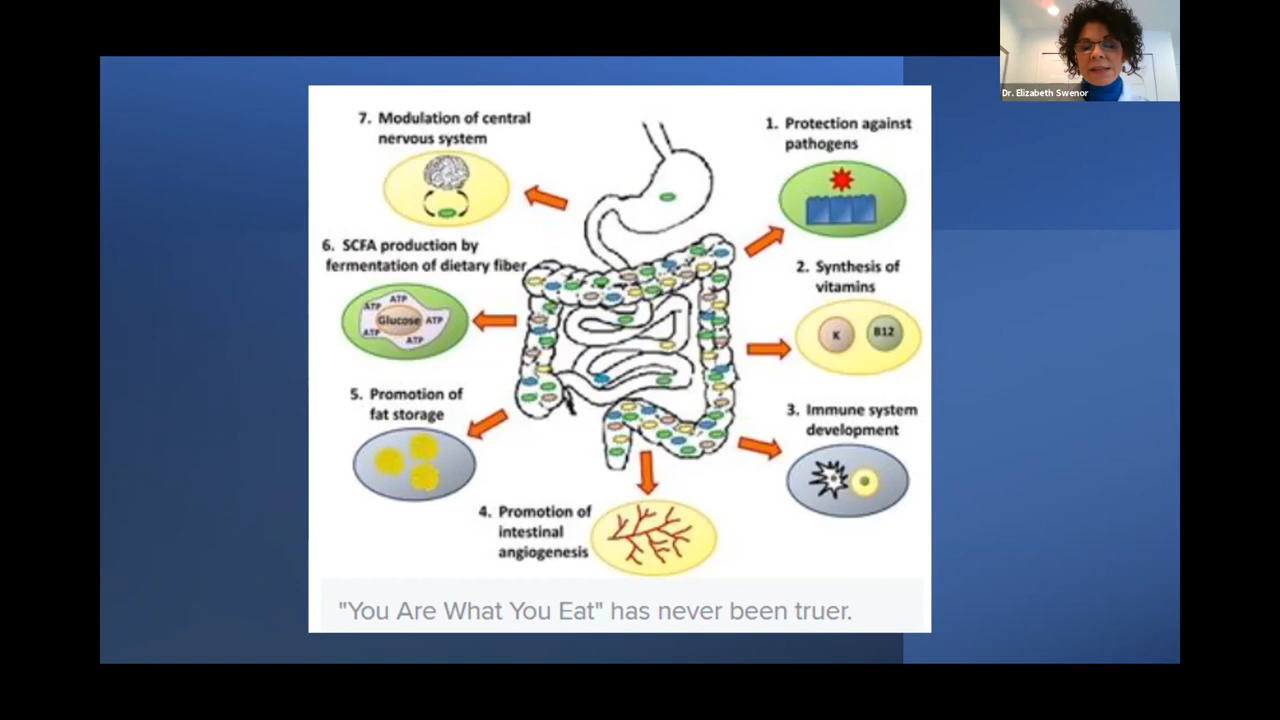 Dr. Elizabeth Swenor
7. Modulation of central
nervous system
1. Protection against
pathogens
6. SCFA production by
fermentation of dietary fiber
ATP
ATP
Glucose
ATP
ATP
ATP
2. Synthesis of
vitamins
K
B12
5. Promotion of
fat storage
3. Immune system
development
4. Promotion of
intestinal
angiogenesis
"You Are What You Eat" has never been truer.